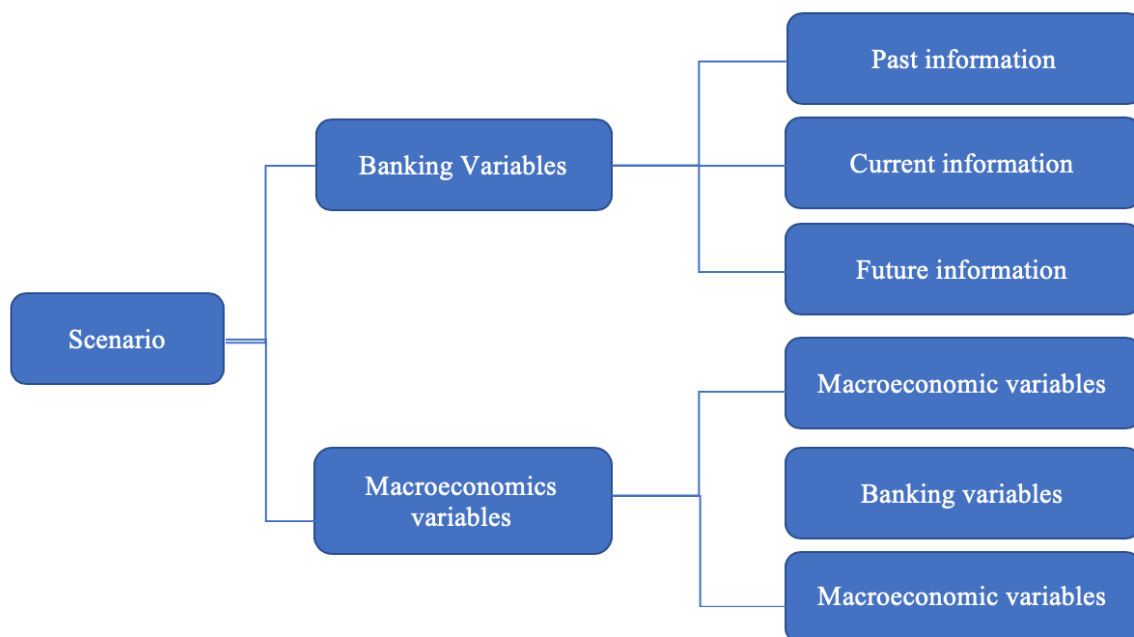 Scenario
Banking Variables
Past information
Current information
Future information
Macroeconomics
variables
Macroeconomic variables
Banking variables
Macroeconomic variables